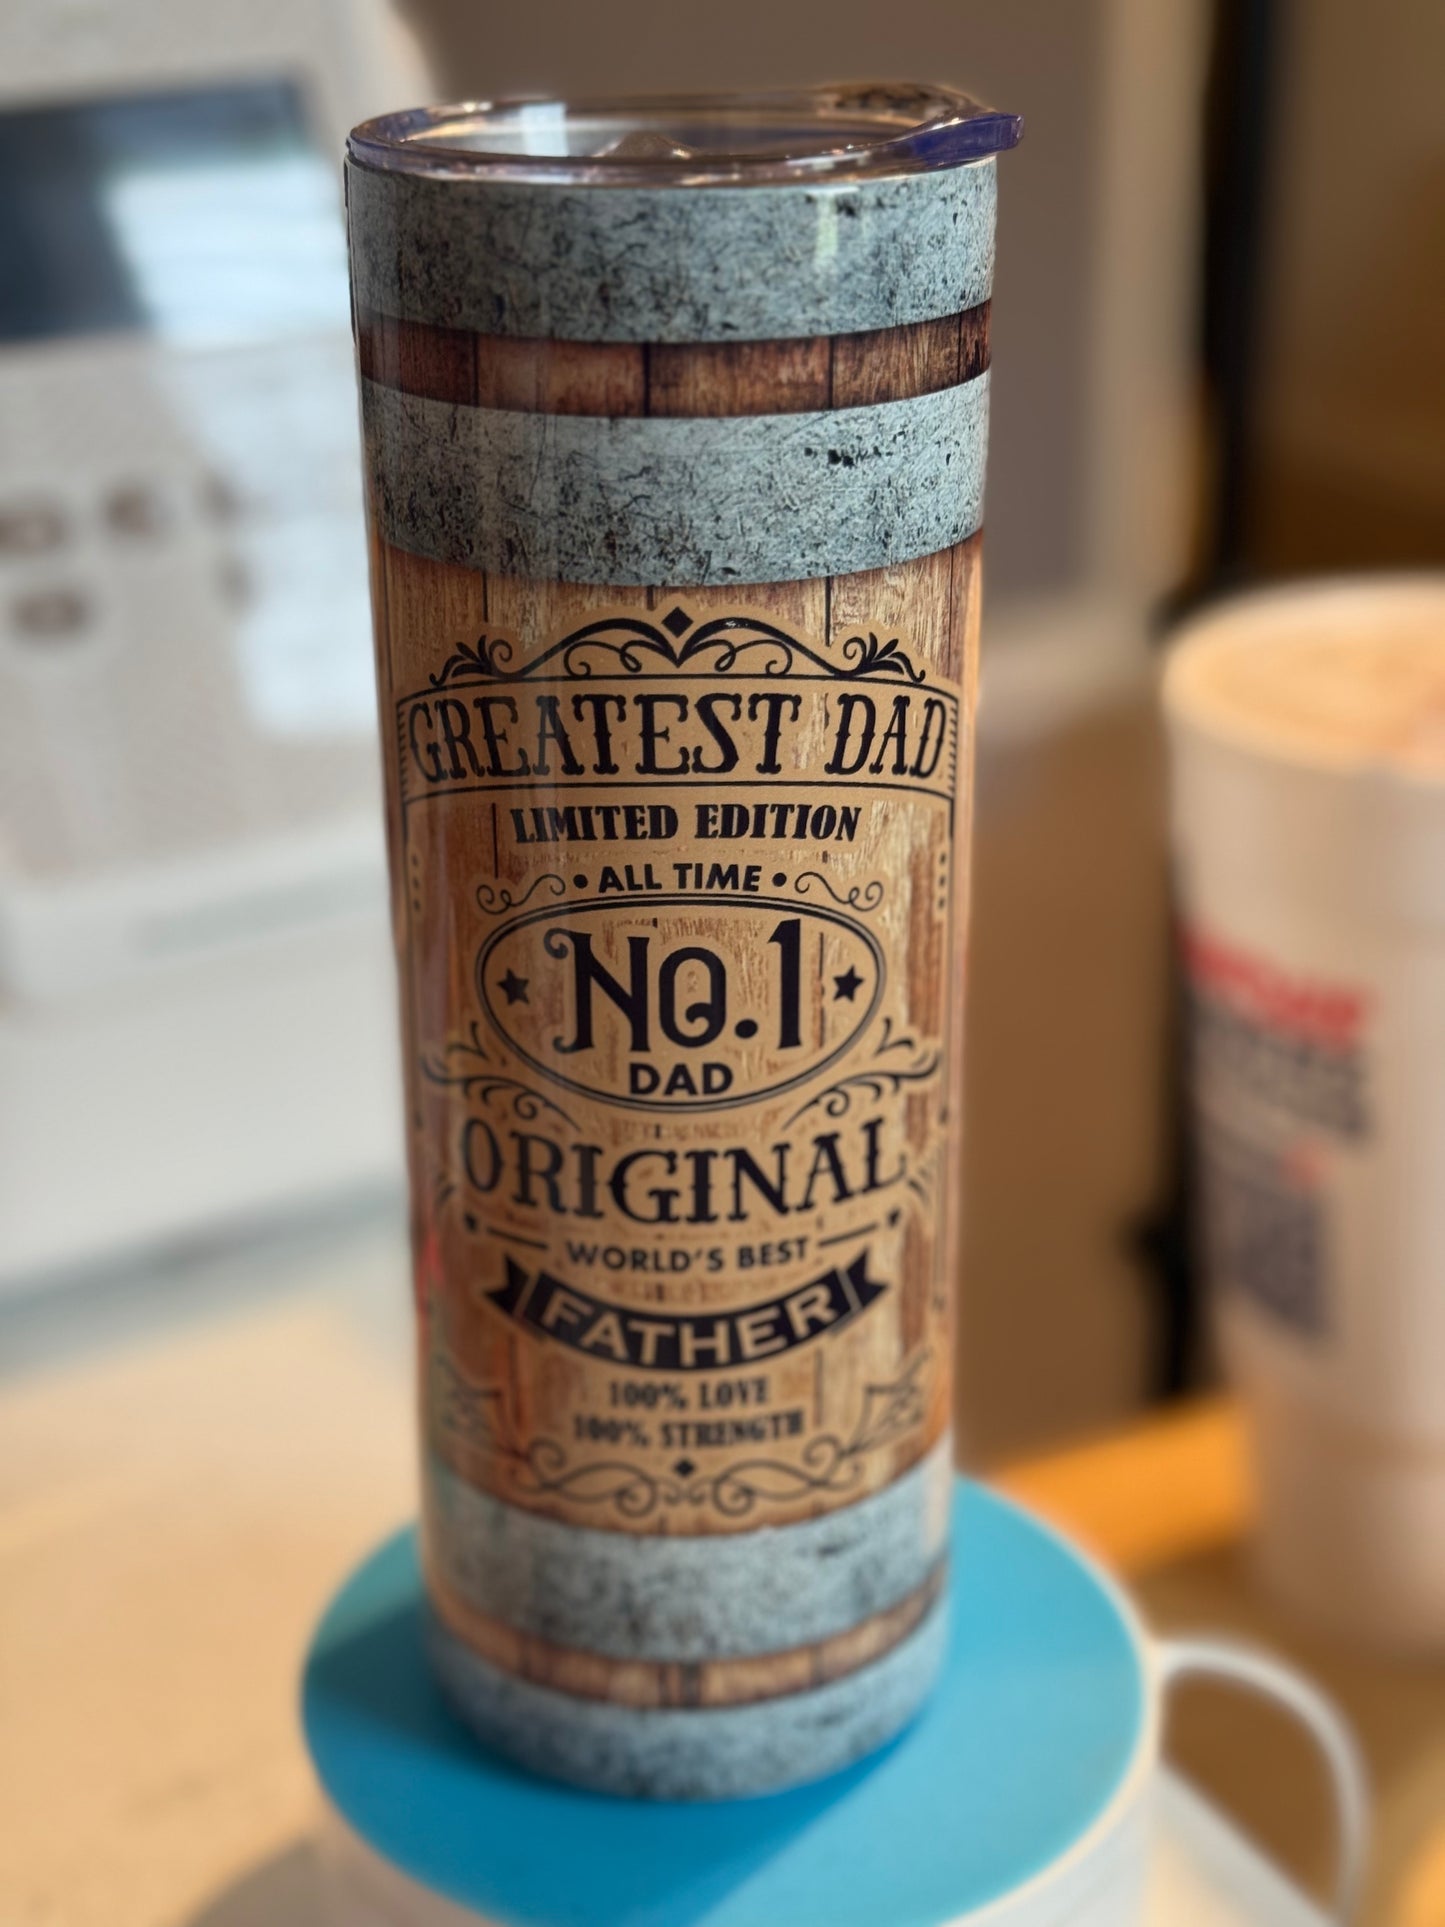 GREATEST DAD
LIMITED EDITION
• ALL TIME •
NO.1
DAD
ORIGINAL
WORLD'S BEST
FATHER
100% LOVE
100% STRENGTH